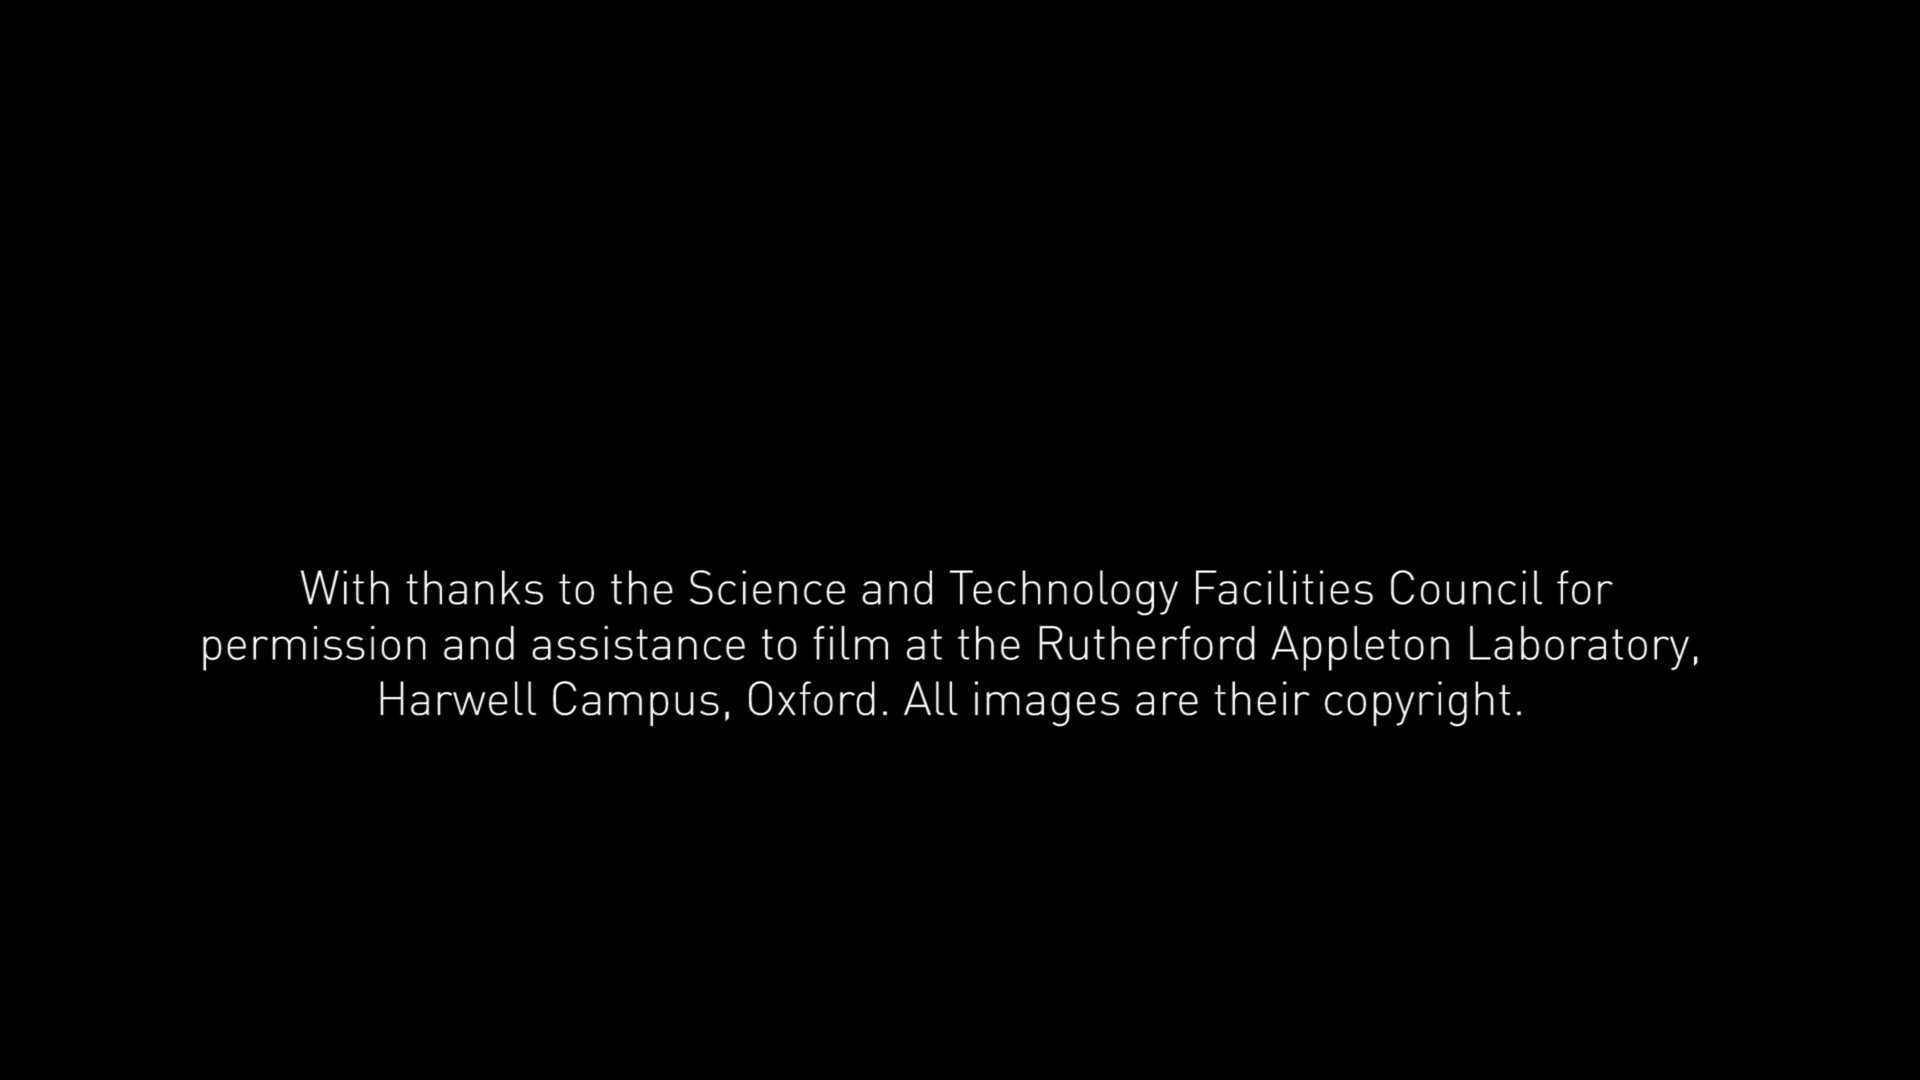 With thanks to the Science and Technology Facilities Council for
permission and assistance to film at the Rutherford Appleton Laboratory,
Harwell Campus, Oxford. All images are their copyright.